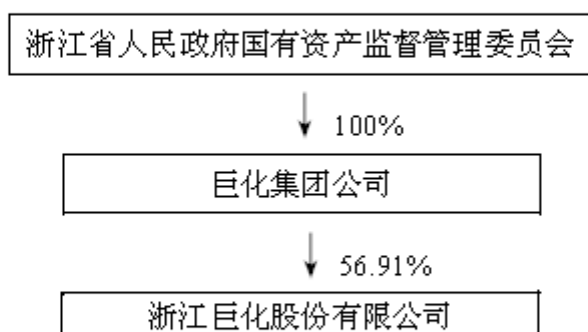 浙江省人民政府国有资产监督管理委员会
100%
巨化集团公司
56.91%
浙江巨化股份有限公司